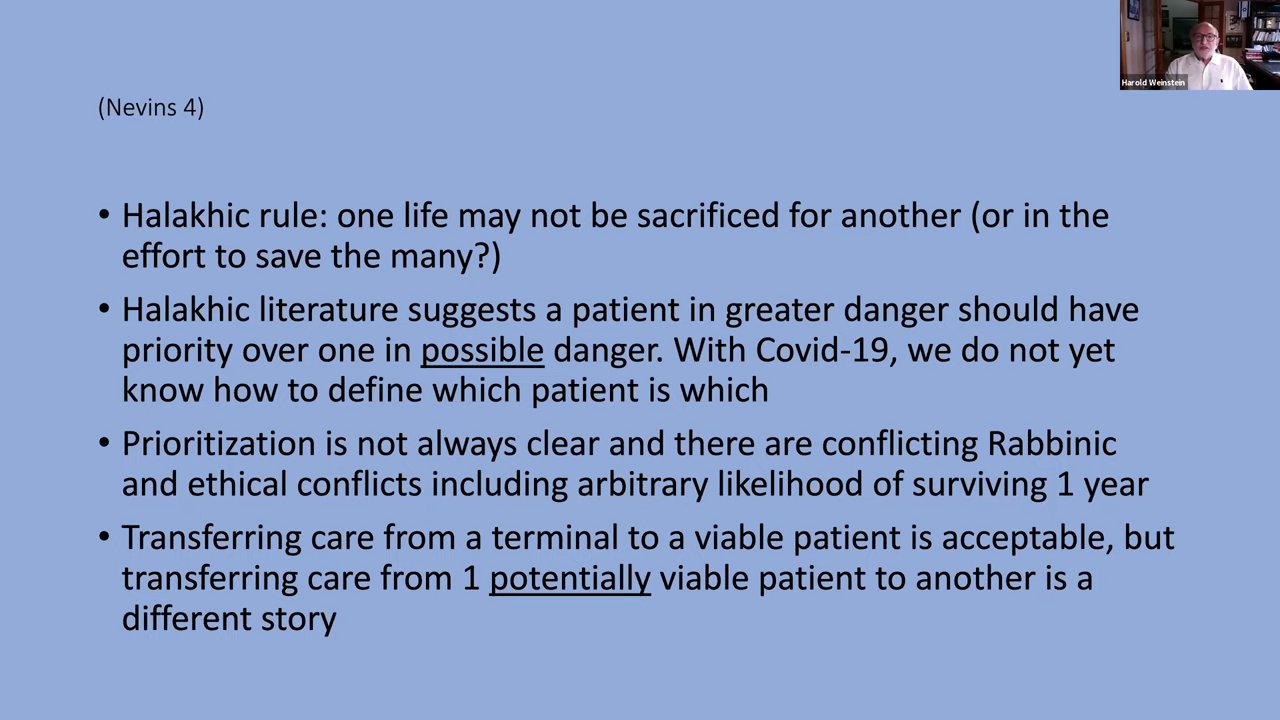 Harold Weinstein
(Nevins 4)
• Halakhic rule: one life may not be sacrificed for another (or in the
effort to save the many?)
• Halakhic literature suggests a patient in greater danger should have
priority over one in possible danger. With Covid-19, we do not yet
know how to define which patient is which
• Prioritization is not always clear and there are conflicting Rabbinic
and ethical conflicts including arbitrary likelihood of surviving 1 year
• Transferring care from a terminal to a viable patient is acceptable, but
transferring care from 1 potentially viable patient to another is a
different story